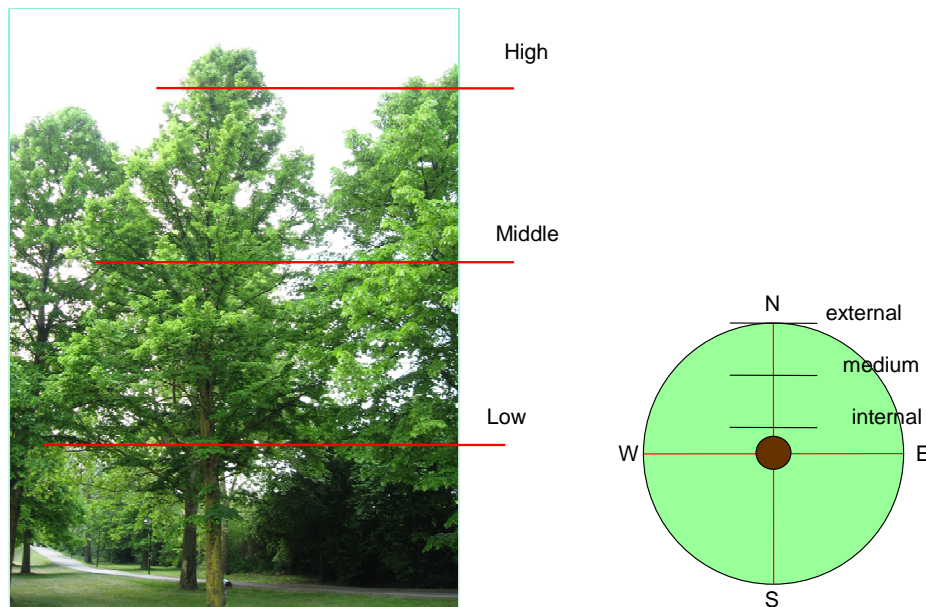 High
Middle
Low
N
external
medium
internal
W
E
S